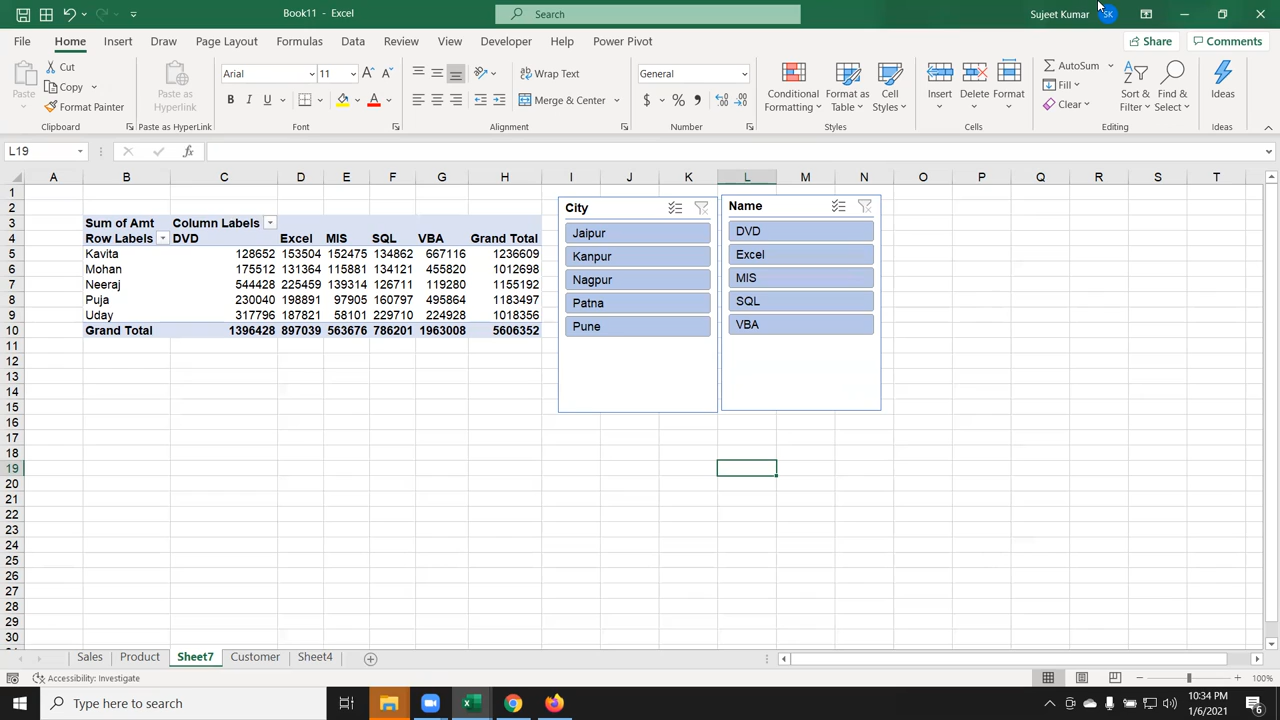 Book11 - Excel
Search
Sujeet Kumar
SK
File Home Insert Draw Page Layout Formulas Data Review View Developer Help Power Pivot
Share
Comments
Paste
Cut
Copy
Format Painter
Clipboard
Paste as Hyperlink
Paste as HyperLink
Arial 11
B I U
Font
Wrap Text
Merge & Center
Alignment
General
$ % ,
Number
Conditional Formatting
Format as Table
Cell Styles
Styles
Insert Delete Format
Cells
AutoSum
Fill
Clear
Sort & Filter
Find & Select
Editing
Ideas
Ideas
L19
fx
A B C D E F G H I J K L M N O P Q R S T
1
2
3 Sum of Amt Column Labels
4 Row Labels DVD Excel MIS SQL VBA Grand Total
5 Kavita 128652 153504 152475 134862 667116 1236609
6 Mohan 175512 131364 115881 134121 455820 1012698
7 Neeraj 544428 225459 139314 126711 119280 1155192
8 Puja 230040 198891 97905 160797 495864 1183497
9 Uday 317796 187821 58101 229710 224928 1018356
10 Grand Total 1396428 897039 563676 786201 1963008 5606352
11
12
13
14
15
16
17
18
19
20
21
22
23
24
25
26
27
28
29
30
City
Jaipur
Kanpur
Nagpur
Patna
Pune
Name
DVD
Excel
MIS
SQL
VBA
Sales Product Sheet7 Customer Sheet4
Accessibility: Investigate
100%
Type here to search
10:34 PM
1/6/2021
6